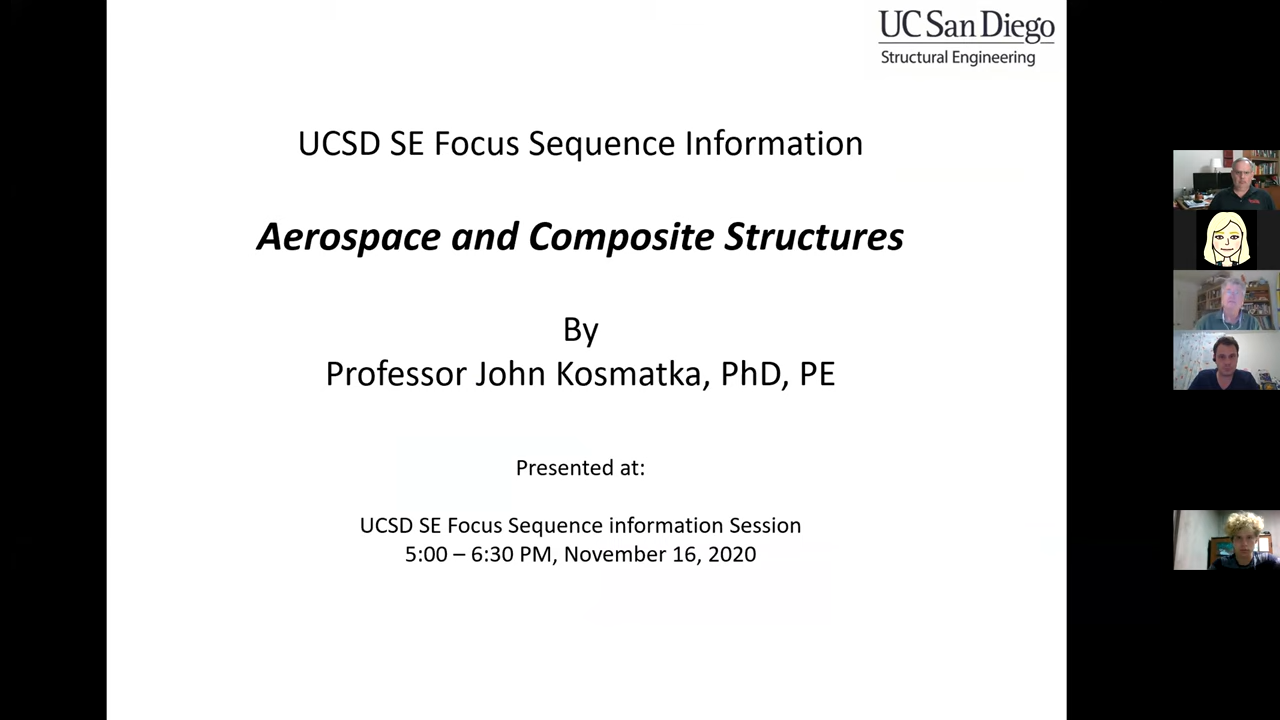 UC San Diego
Structural Engineering
UCSD SE Focus Sequence Information
Aerospace and Composite Structures
By
Professor John Kosmatka, PhD, PE
Presented at:
UCSD SE Focus Sequence information Session
5:00 – 6:30 PM, November 16, 2020